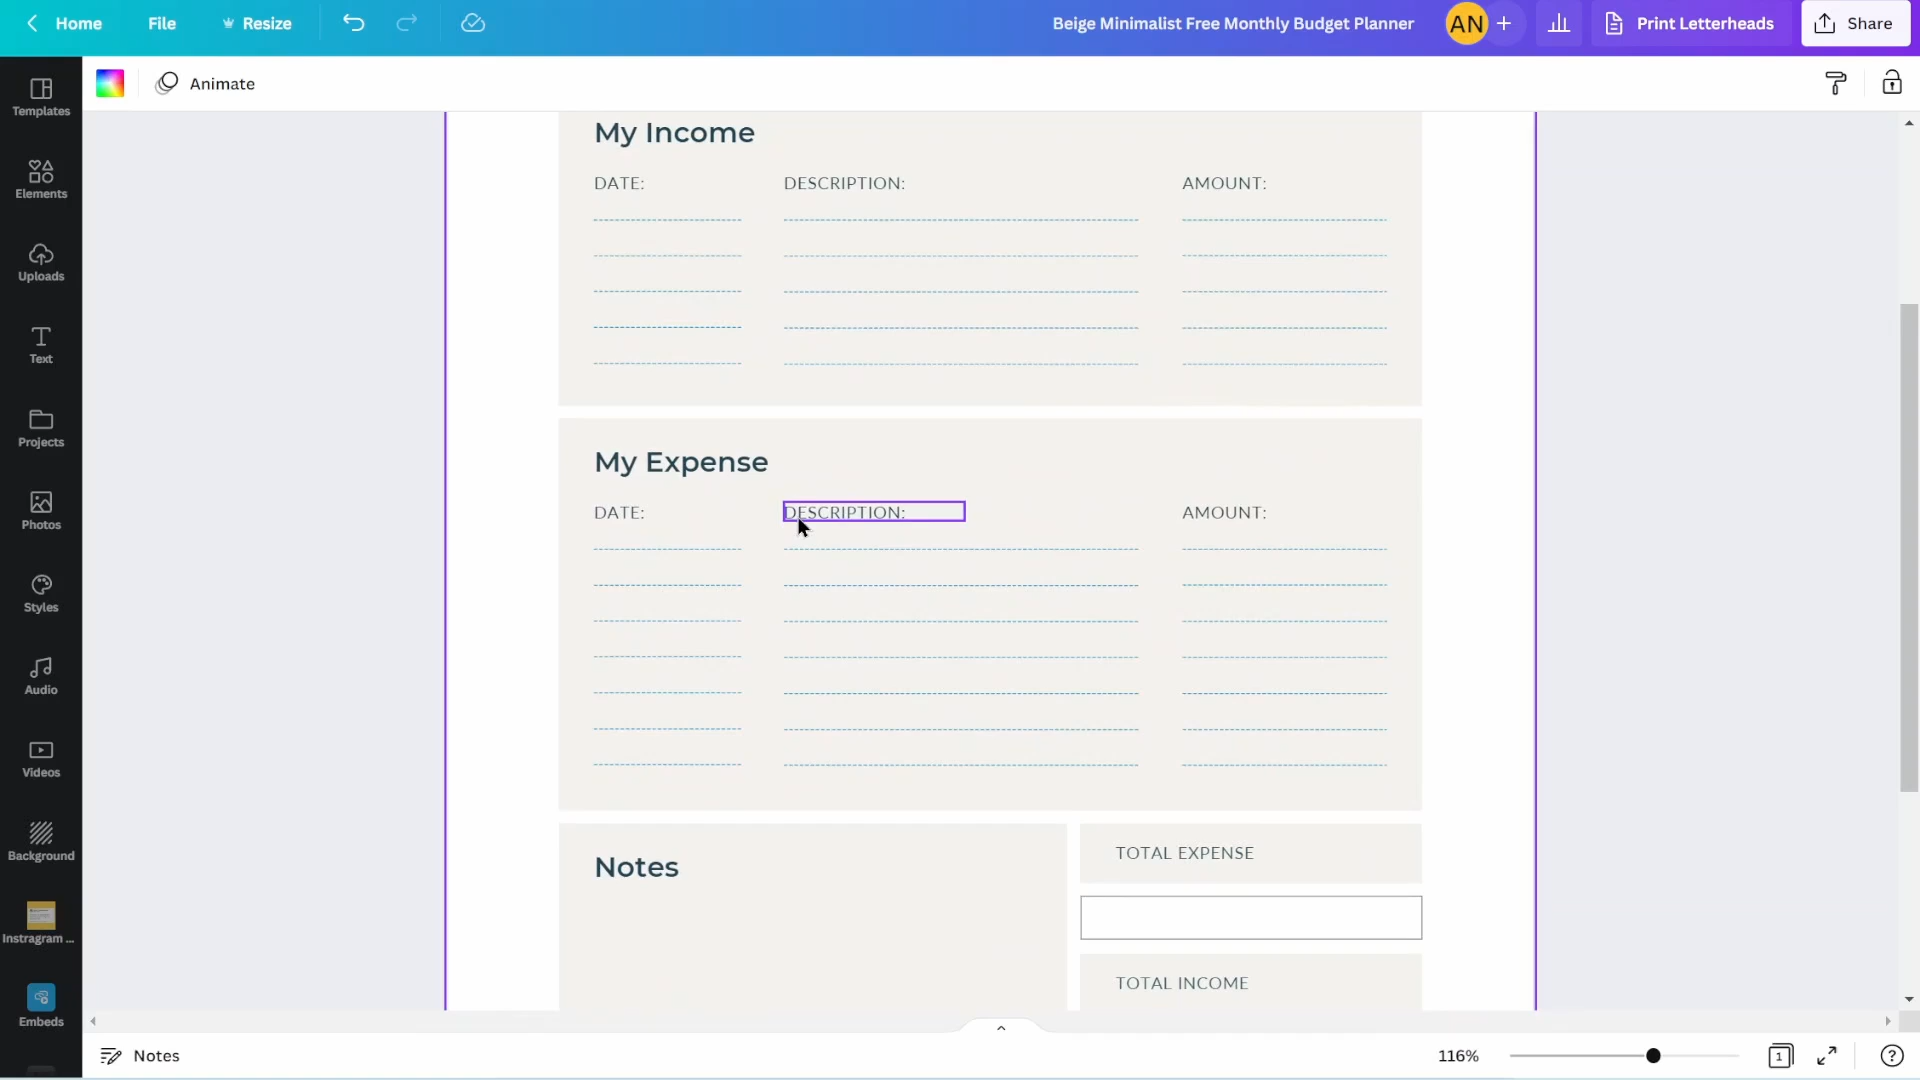 Home File Resize Beige Minimalist Free Monthly Budget Planner AN Print Letterheads Share
Animate
Templates
Elements
Uploads
Text
Projects
Photos
Styles
Audio
Videos
Background
Instragram ...
Embeds
My Income
DATE: DESCRIPTION: AMOUNT:
My Expense
DATE: DESCRIPTION: AMOUNT:
Notes
TOTAL EXPENSE
TOTAL INCOME
Notes 116% 1 ?